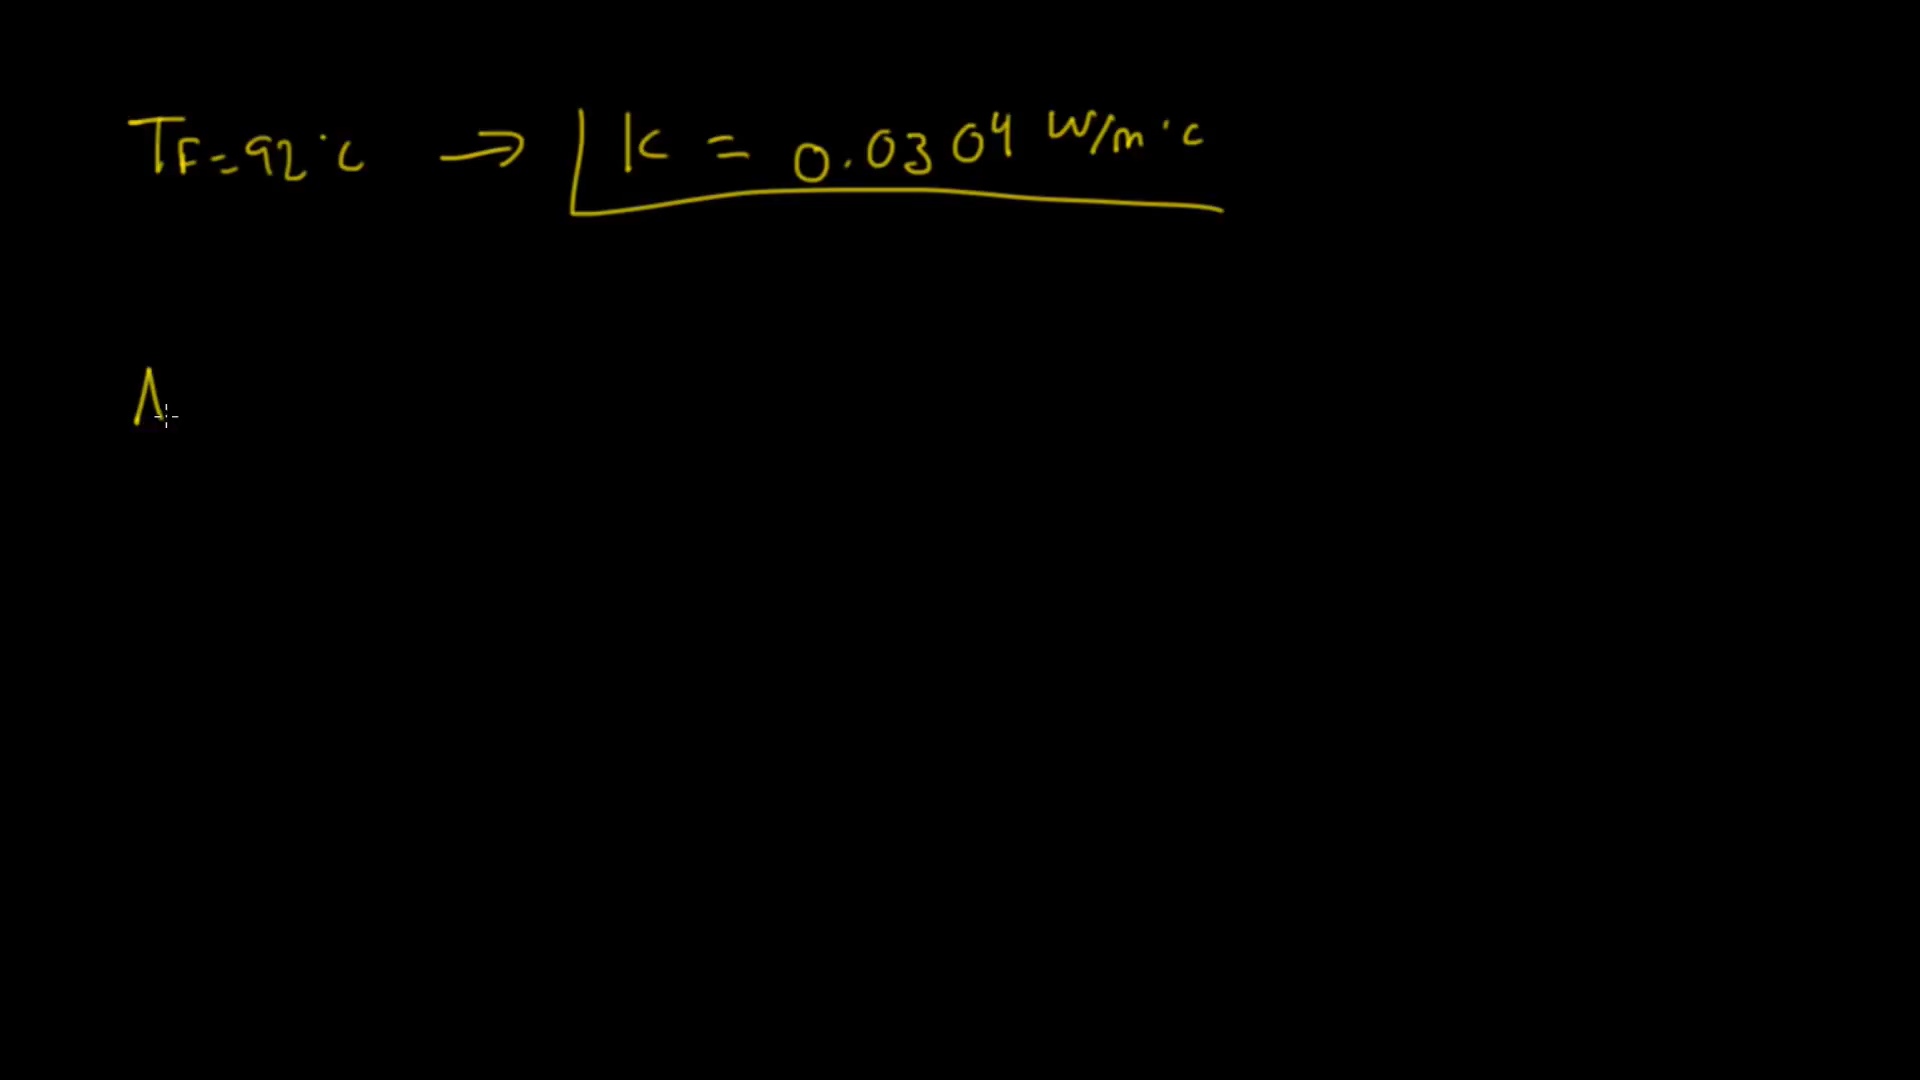 TF=92°C → K = 0.0304 W/m·c